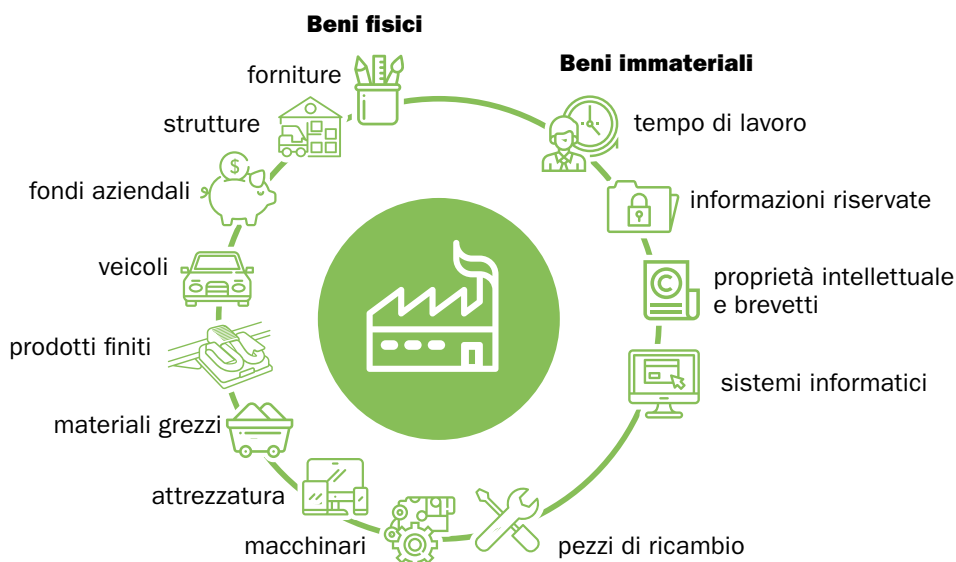 Beni fisici
forniture
strutture
fondi aziendali
veicoli
prodotti finiti
materiali grezzi
attrezzatura
macchinari
pezzi di ricambio
Beni immateriali
tempo di lavoro
informazioni riservate
proprietà intellettuale
e brevetti
sistemi informatici
$
C